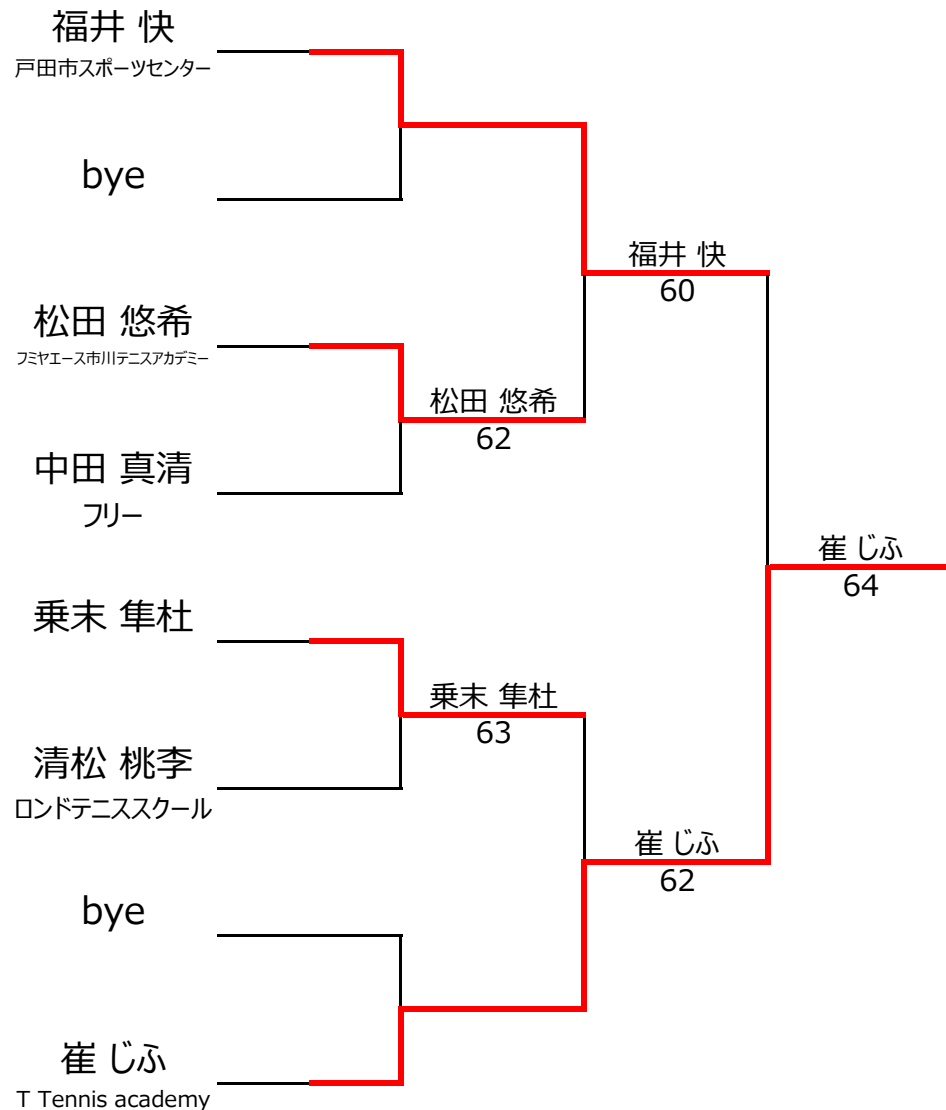 福井 快
戸田市スポーツセンター
bye
福井 快
60
松田 悠希
フミヤエース市川テニスアカデミー
松田 悠希
62
中田 真清
フリー
崔 じふ
64
乗末 隼杜
乗末 隼杜
63
清松 桃李
ロンドテニススクール
崔 じふ
62
bye
崔 じふ
T Tennis academy